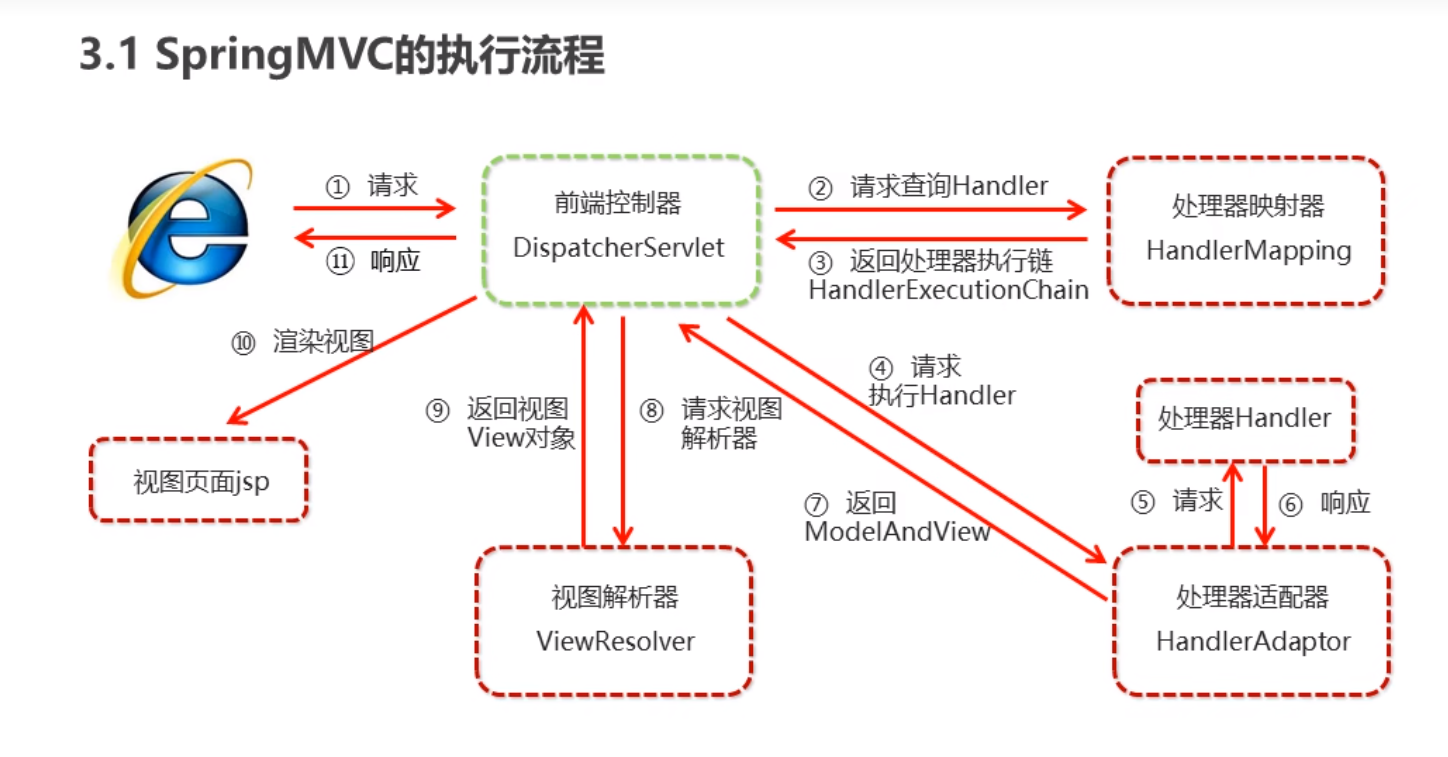 3.1 SpringMVC的执行流程
① 请求
⑪ 响应
前端控制器
DispatcherServlet
② 请求查询Handler
③ 返回处理器执行链
HandlerExecutionChain
处理器映射器
HandlerMapping
⑩ 渲染视图
④ 请求
执行Handler
⑨ 返回视图
View对象
⑧ 请求视图
解析器
处理器Handler
视图页面jsp
⑦ 返回
ModelAndView
⑤ 请求
⑥ 响应
视图解析器
ViewResolver
处理器适配器
HandlerAdaptor